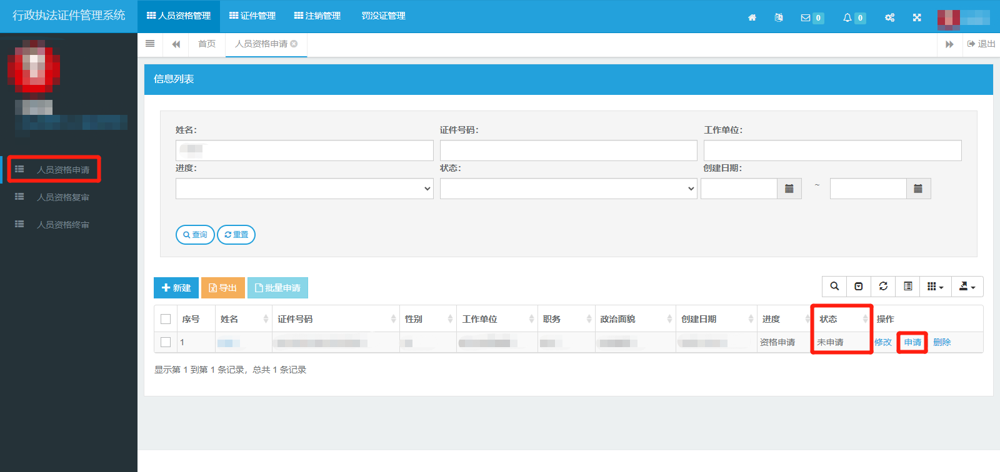 行政执法证件管理系统
人员资格管理 证件管理 注销管理 罚没证管理
0 0
首页 人员资格申请 退出
信息列表
人员资格申请
人员资格复审
人员资格终审
姓名： 证件号码： 工作单位：
进度： 状态： 创建日期：
~
查询 重置
新建 导出 批量申请
序号 姓名 证件号码 性别 工作单位 职务 政治面貌 创建日期 进度 状态 操作
1 资格申请 未申请 修改 申请 删除
显示第 1 到第 1 条记录，总共 1 条记录